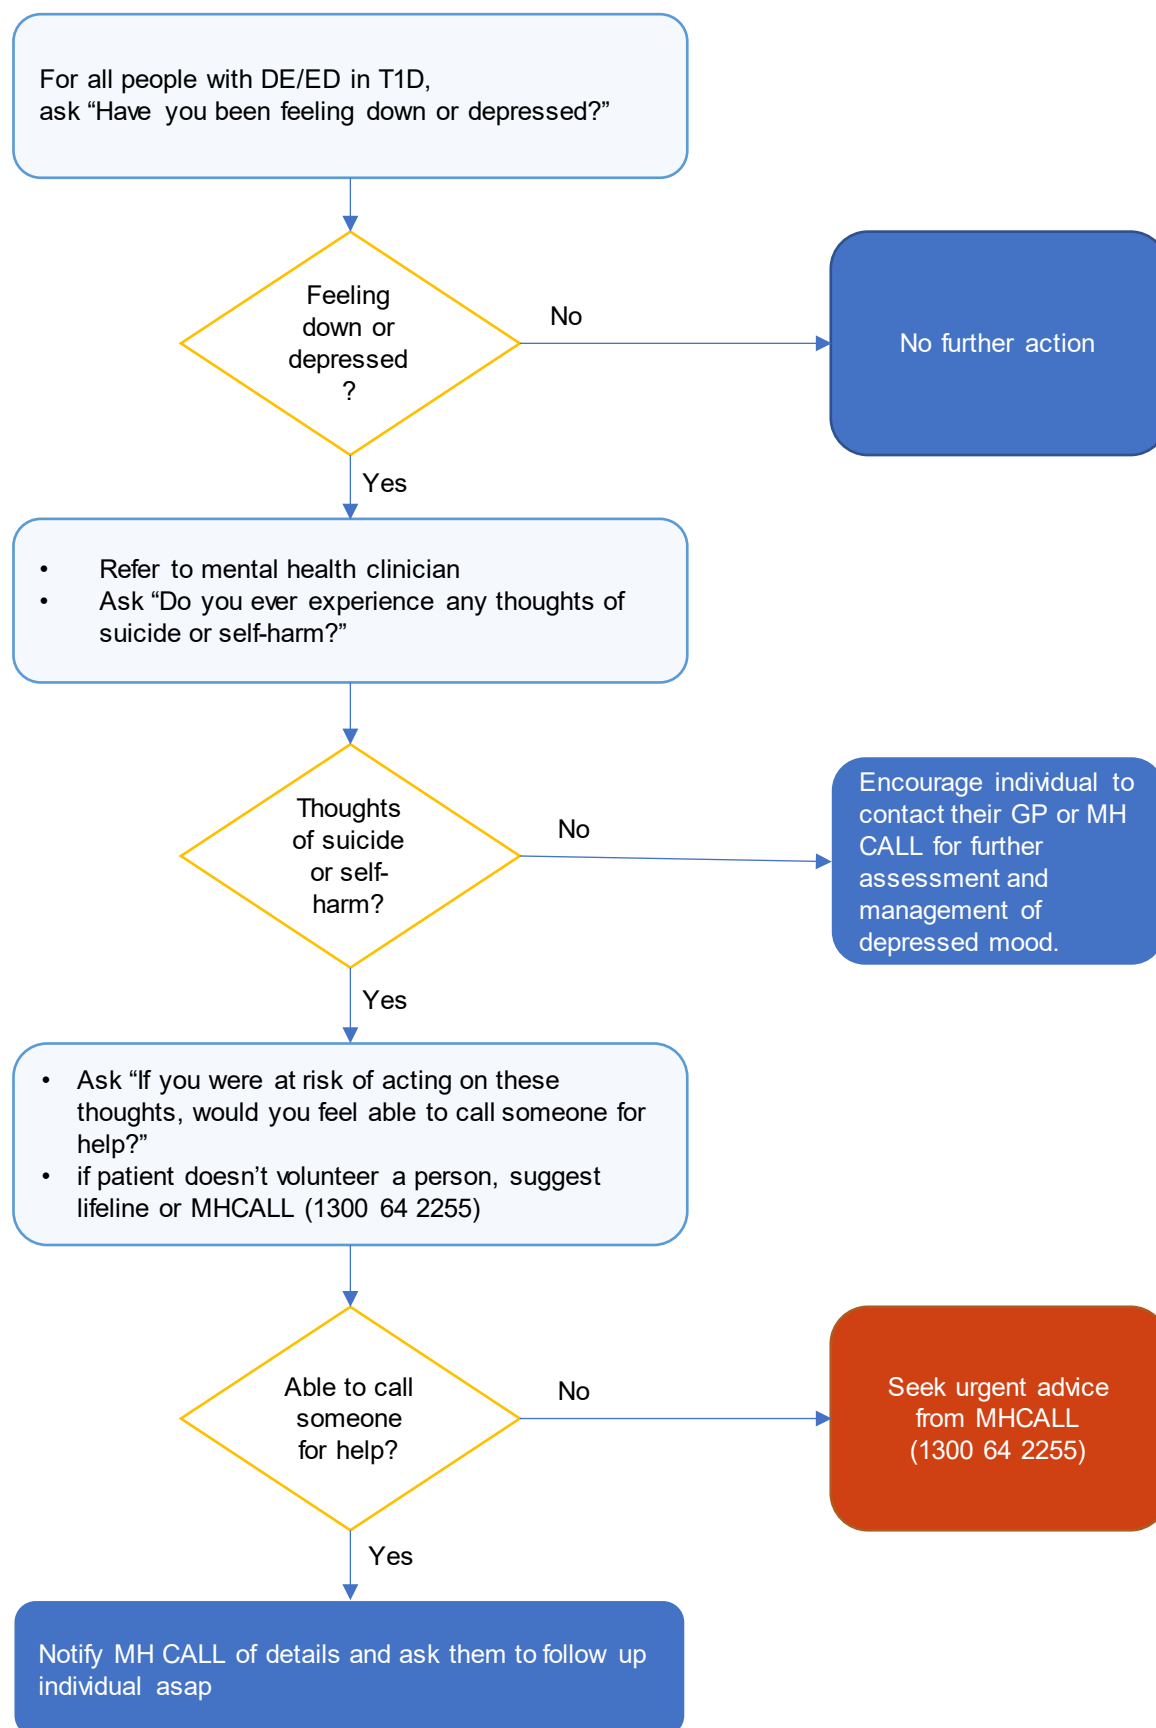 For all people with DE/ED in T1D,
ask “Have you been feeling down or depressed?”
Feeling
down or
depressed
?
No
No further action
Yes
• Refer to mental health clinician
• Ask “Do you ever experience any thoughts of
suicide or self-harm?”
Thoughts
of suicide
or self-
harm?
No
Encourage individual to
contact their GP or MH
CALL for further
assessment and
management of
depressed mood.
Yes
• Ask “If you were at risk of acting on these
thoughts, would you feel able to call someone for
help?”
• if patient doesn’t volunteer a person, suggest
lifeline or MHCALL (1300 64 2255)
Able to call
someone
for help?
No
Seek urgent advice
from MHCALL
(1300 64 2255)
Yes
Notify MH CALL of details and ask them to follow up
individual asap